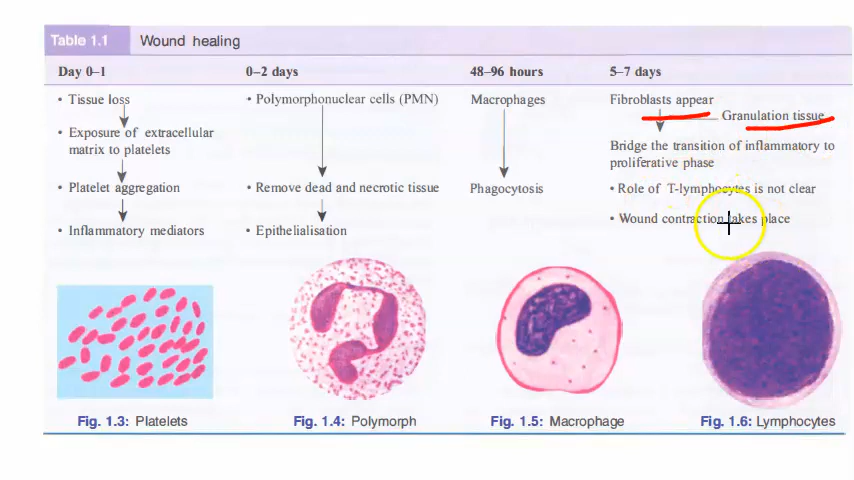 Table 1.1 Wound healing
Day 0–1
0–2 days
48–96 hours
5–7 days
• Tissue loss
• Exposure of extracellular
matrix to platelets
• Platelet aggregation
• Inflammatory mediators
• Polymorphonuclear cells (PMN)
• Remove dead and necrotic tissue
• Epithelialisation
Macrophages
Phagocytosis
Fibroblasts appear
Granulation tissue
Bridge the transition of inflammatory to
proliferative phase
• Role of T-lymphocytes is not clear
• Wound contraction takes place
Fig. 1.3: Platelets
Fig. 1.4: Polymorph
Fig. 1.5: Macrophage
Fig. 1.6: Lymphocytes